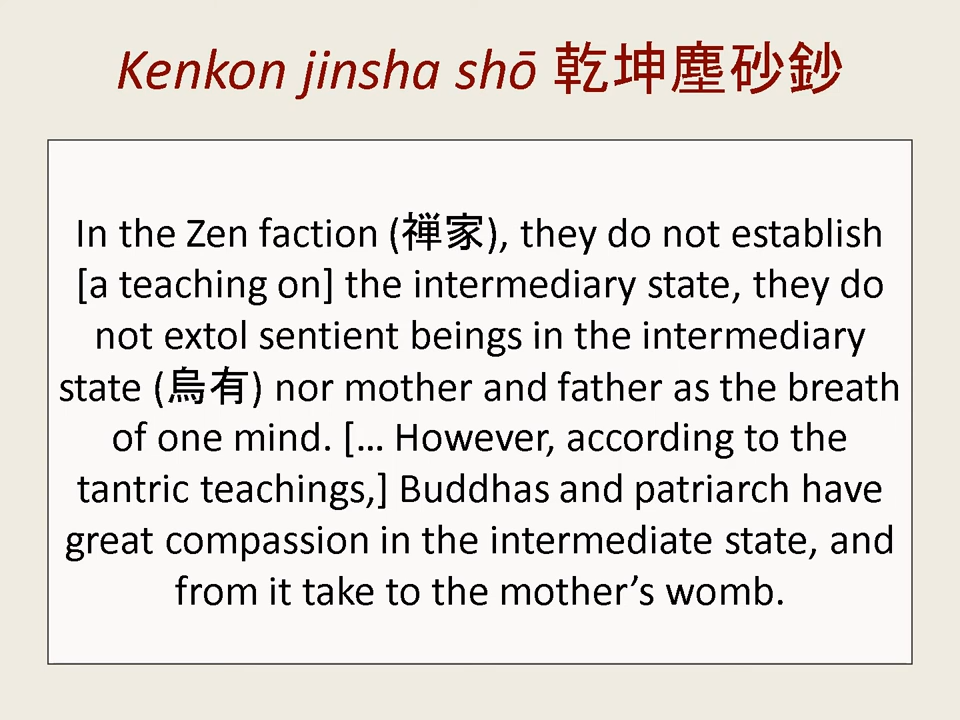 Kenkon jinsha shō 乾坤塵砂鈔
In the Zen faction (禅家), they do not establish
[a teaching on] the intermediary state, they do
not extol sentient beings in the intermediary
state (烏有) nor mother and father as the breath
of one mind. [… However, according to the
tantric teachings,] Buddhas and patriarch have
great compassion in the intermediate state, and
from it take to the mother’s womb.